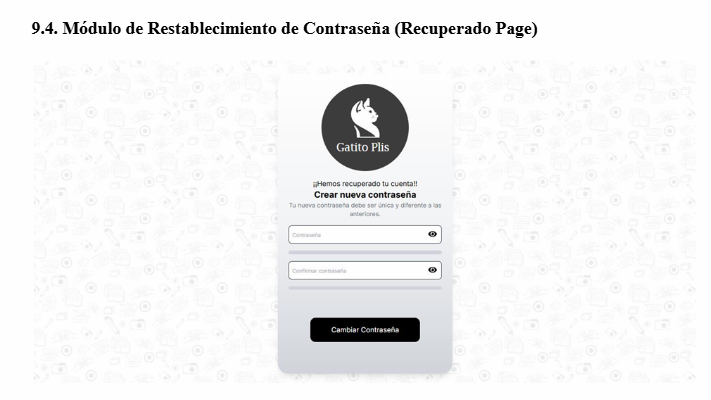 9.4. Módulo de Restablecimiento de Contraseña (Recuperado Page)
Gatito Plis
¡¡Hemos recuperado tu cuenta!!
Crear nueva contraseña
Tu nueva contraseña debe ser única y diferente a las
anteriores.
Contraseña
Confirmar contraseña
Cambiar Contraseña